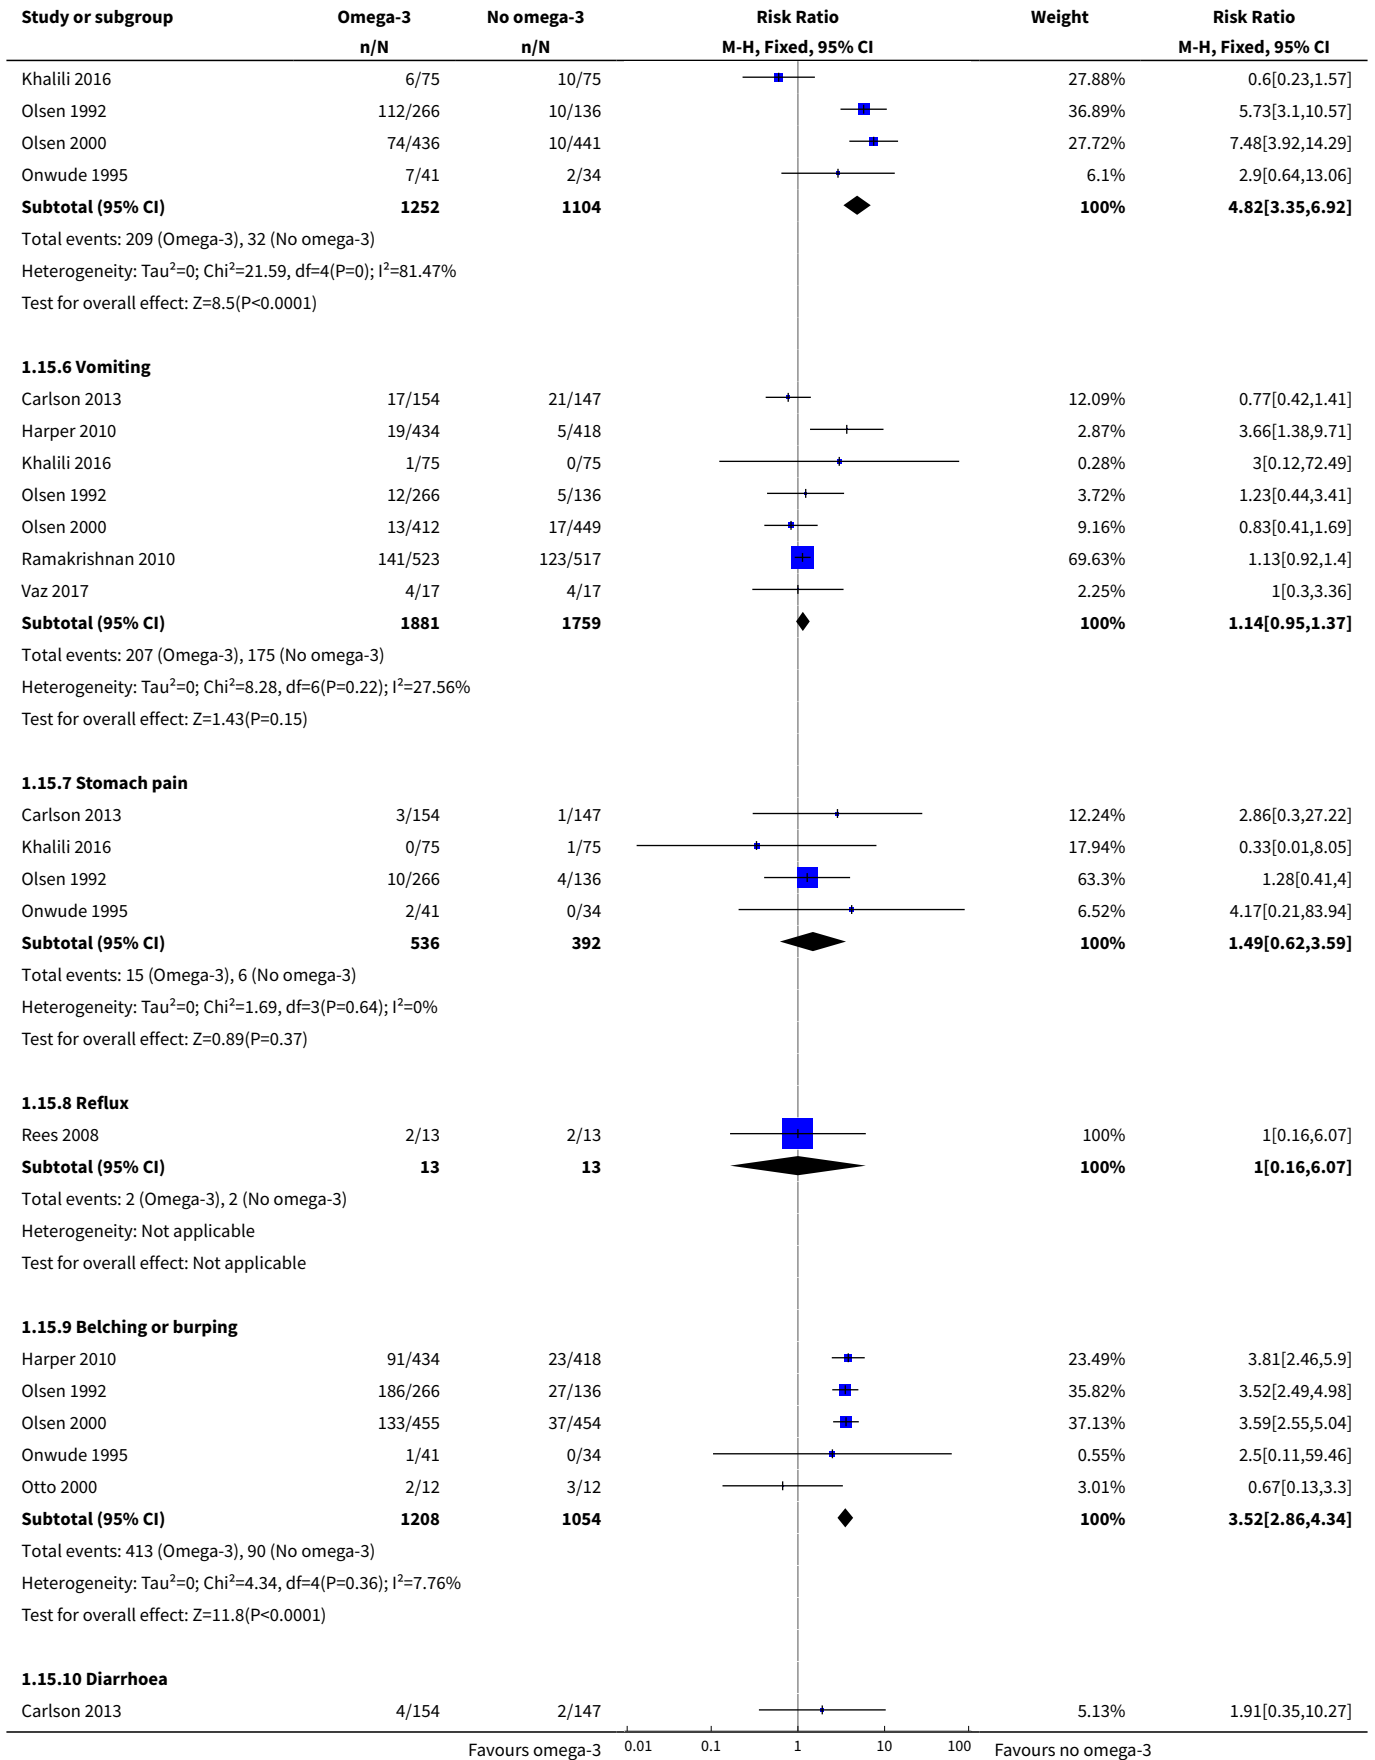 Study or subgroup Omega-3 No omega-3 Risk Ratio Weight Risk Ratio
n/N n/N M-H, Fixed, 95% CI M-H, Fixed, 95% CI
Khalili 2016 6/75 10/75 27.88% 0.6[0.23,1.57]
Olsen 1992 112/266 10/136 36.89% 5.73[3.1,10.57]
Olsen 2000 74/436 10/441 27.72% 7.48[3.92,14.29]
Onwude 1995 7/41 2/34 6.1% 2.9[0.64,13.06]
Subtotal (95% CI) 1252 1104 100% 4.82[3.35,6.92]
Total events: 209 (Omega-3), 32 (No omega-3)
Heterogeneity: Tau²=0; Chi²=21.59, df=4(P=0); I²=81.47%
Test for overall effect: Z=8.5(P<0.0001)
1.15.6 Vomiting
Carlson 2013 17/154 21/147 12.09% 0.77[0.42,1.41]
Harper 2010 19/434 5/418 2.87% 3.66[1.38,9.71]
Khalili 2016 1/75 0/75 0.28% 3[0.12,72.49]
Olsen 1992 12/266 5/136 3.72% 1.23[0.44,3.41]
Olsen 2000 13/412 17/449 9.16% 0.83[0.41,1.69]
Ramakrishnan 2010 141/523 123/517 69.63% 1.13[0.92,1.4]
Vaz 2017 4/17 4/17 2.25% 1[0.3,3.36]
Subtotal (95% CI) 1881 1759 100% 1.14[0.95,1.37]
Total events: 207 (Omega-3), 175 (No omega-3)
Heterogeneity: Tau²=0; Chi²=8.28, df=6(P=0.22); I²=27.56%
Test for overall effect: Z=1.43(P=0.15)
1.15.7 Stomach pain
Carlson 2013 3/154 1/147 12.24% 2.86[0.3,27.22]
Khalili 2016 0/75 1/75 17.94% 0.33[0.01,8.05]
Olsen 1992 10/266 4/136 63.3% 1.28[0.41,4]
Onwude 1995 2/41 0/34 6.52% 4.17[0.21,83.94]
Subtotal (95% CI) 536 392 100% 1.49[0.62,3.59]
Total events: 15 (Omega-3), 6 (No omega-3)
Heterogeneity: Tau²=0; Chi²=1.69, df=3(P=0.64); I²=0%
Test for overall effect: Z=0.89(P=0.37)
1.15.8 Reflux
Rees 2008 2/13 2/13 100% 1[0.16,6.07]
Subtotal (95% CI) 13 13 100% 1[0.16,6.07]
Total events: 2 (Omega-3), 2 (No omega-3)
Heterogeneity: Not applicable
Test for overall effect: Not applicable
1.15.9 Belching or burping
Harper 2010 91/434 23/418 23.49% 3.81[2.46,5.9]
Olsen 1992 186/266 27/136 35.82% 3.52[2.49,4.98]
Olsen 2000 133/455 37/454 37.13% 3.59[2.55,5.04]
Onwude 1995 1/41 0/34 0.55% 2.5[0.11,59.46]
Otto 2000 2/12 3/12 3.01% 0.67[0.13,3.3]
Subtotal (95% CI) 1208 1054 100% 3.52[2.86,4.34]
Total events: 413 (Omega-3), 90 (No omega-3)
Heterogeneity: Tau²=0; Chi²=4.34, df=4(P=0.36); I²=7.76%
Test for overall effect: Z=11.8(P<0.0001)
1.15.10 Diarrhoea
Carlson 2013 4/154 2/147 5.13% 1.91[0.35,10.27]
Favours omega-3 0.01 0.1 1 10 100 Favours no omega-3